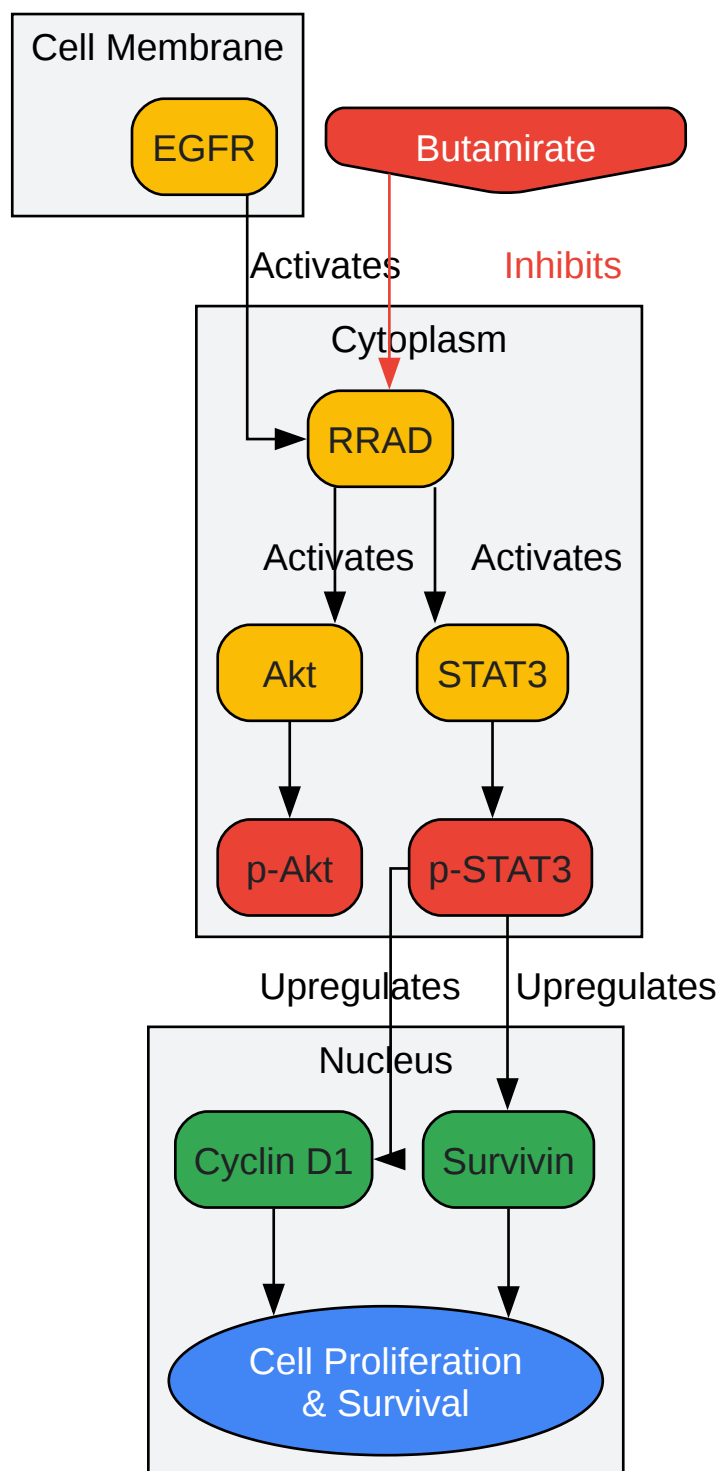 Cell Membrane
EGFR
Butamirate
Activates
Inhibits
Cytoplasm
RRAD
Activates
Activates
Akt
STAT3
p-Akt
p-STAT3
Upregulates
Upregulates
Nucleus
Cyclin D1
Survivin
Cell Proliferation
& Survival